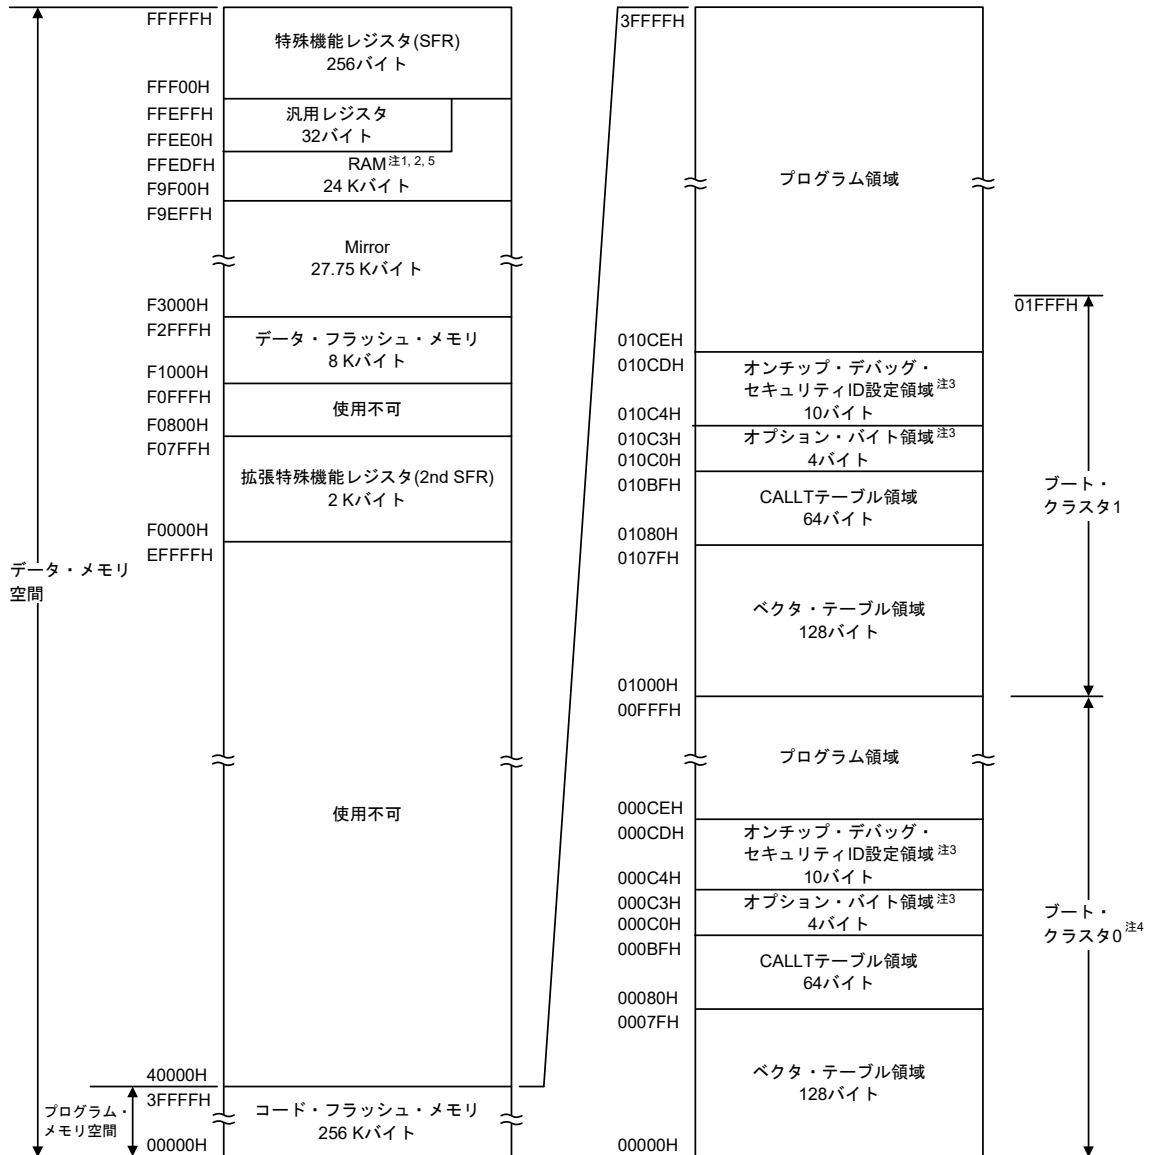 FFFFFH
特殊機能レジスタ(SFR)
256バイト
FFF00H
FFEFFH
汎用レジスタ
32バイト
FFEE0H
FFEDFH
RAM注1, 2, 5
24 Kバイト
F9F00H
F9EFFH
Mirror
27.75 Kバイト
F3000H
F2FFFH
データ・フラッシュ・メモリ
8 Kバイト
F1000H
F0FFFH
使用不可
F0800H
F07FFH
拡張特殊機能レジスタ(2nd SFR)
2 Kバイト
F0000H
EFFFFH
データ・メモリ
空間
使用不可
40000H
3FFFFH
プログラム・
メモリ空間
コード・フラッシュ・メモリ
256 Kバイト
00000H
3FFFFH
プログラム領域
01FFFH
010CEH
010CDH
オンチップ・デバッグ・
セキュリティID設定領域注3
10バイト
010C4H
010C3H
オプション・バイト領域注3
4バイト
010C0H
010BFH
CALLTテーブル領域
64バイト
01080H
0107FH
ブート・
クラスタ1
ベクタ・テーブル領域
128バイト
01000H
00FFFH
プログラム領域
000CEH
000CDH
オンチップ・デバッグ・
セキュリティID設定領域注3
10バイト
000C4H
000C3H
オプション・バイト領域注3
4バイト
000C0H
000BFH
CALLTテーブル領域
64バイト
00080H
0007FH
ブート・
クラスタ0注4
ベクタ・テーブル領域
128バイト
00000H